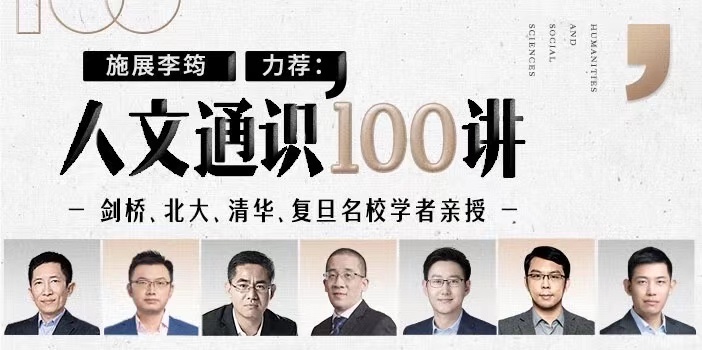 100
HUMANITIES
AND
SOCIAL
SCIENCES
施展李筠 力荐：
人文通识100讲
— 剑桥、北大、清华、复旦名校学者亲授 —